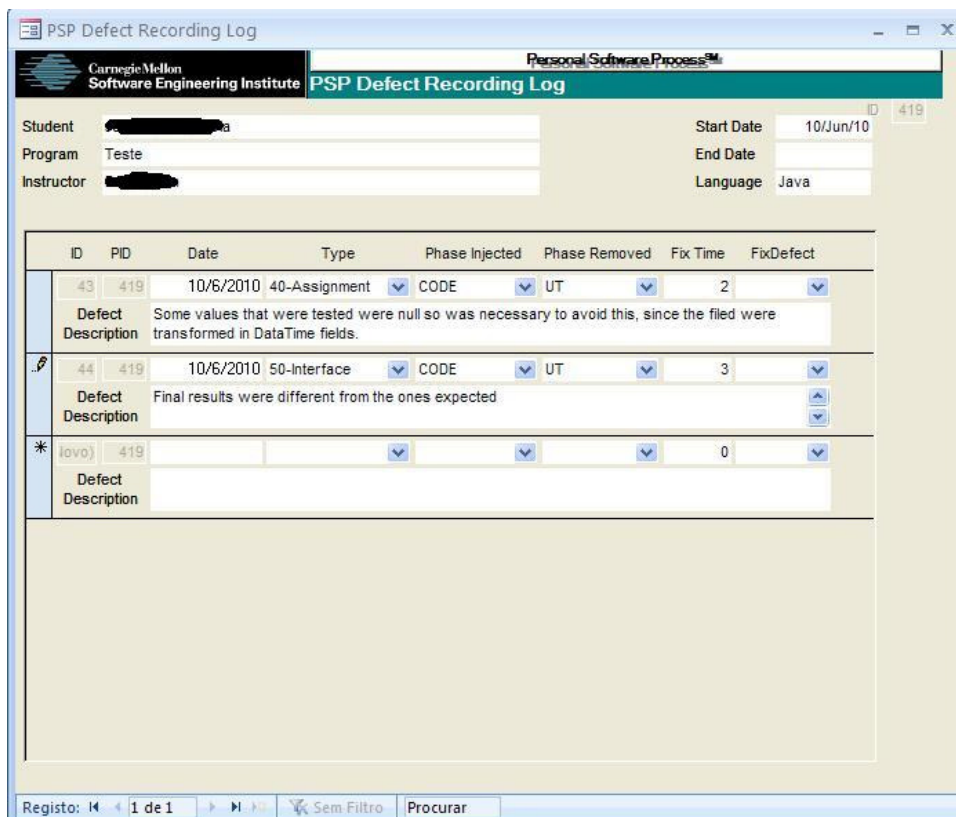 PSP Defect Recording Log
Carnegie Mellon
Software Engineering Institute
Personal Software Process℠
PSP Defect Recording Log
ID 419
Student a Start Date 10/Jun/10
Program Teste End Date
Instructor Language Java
ID PID Date Type Phase Injected Phase Removed Fix Time FixDefect
43 419 10/6/2010 40-Assignment CODE UT 2
Defect Description Some values that were tested were null so was necessary to avoid this, since the filed were
transformed in DataTime fields.
44 419 10/6/2010 50-Interface CODE UT 3
Defect Description Final results were different from the ones expected
lovo) 419 0
Defect Description
Registo: 1 de 1 Sem Filtro Procurar